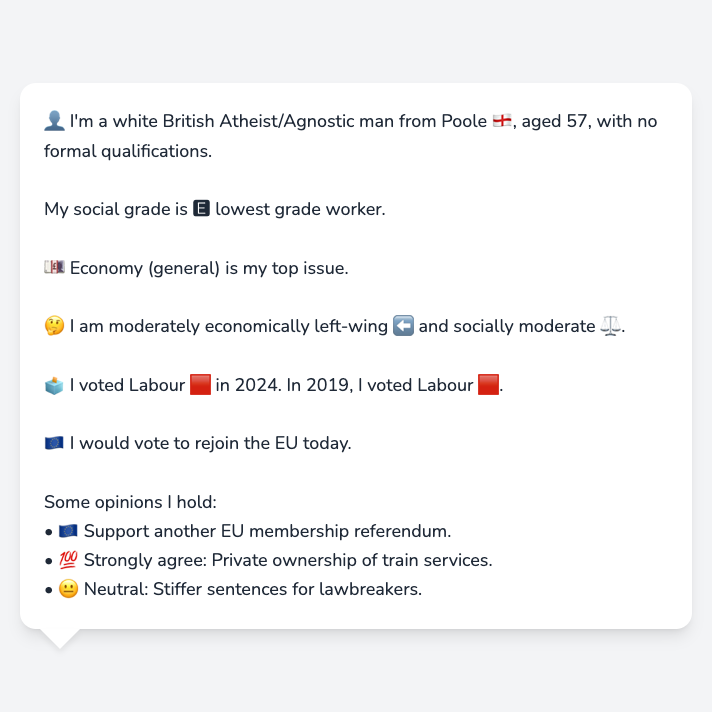 👤 I'm a white British Atheist/Agnostic man from Poole 🏴󠁧󠁢󠁥󠁮󠁧󠁿, aged 57, with no
formal qualifications.
My social grade is 🅴 lowest grade worker.
💷 Economy (general) is my top issue.
🤔 I am moderately economically left-wing ⬅️ and socially moderate ⚖️.
🗳️ I voted Labour 🟥 in 2024. In 2019, I voted Labour 🟥.
🇪🇺 I would vote to rejoin the EU today.
Some opinions I hold:
• 🇪🇺 Support another EU membership referendum.
• 💯 Strongly agree: Private ownership of train services.
• 😐 Neutral: Stiffer sentences for lawbreakers.